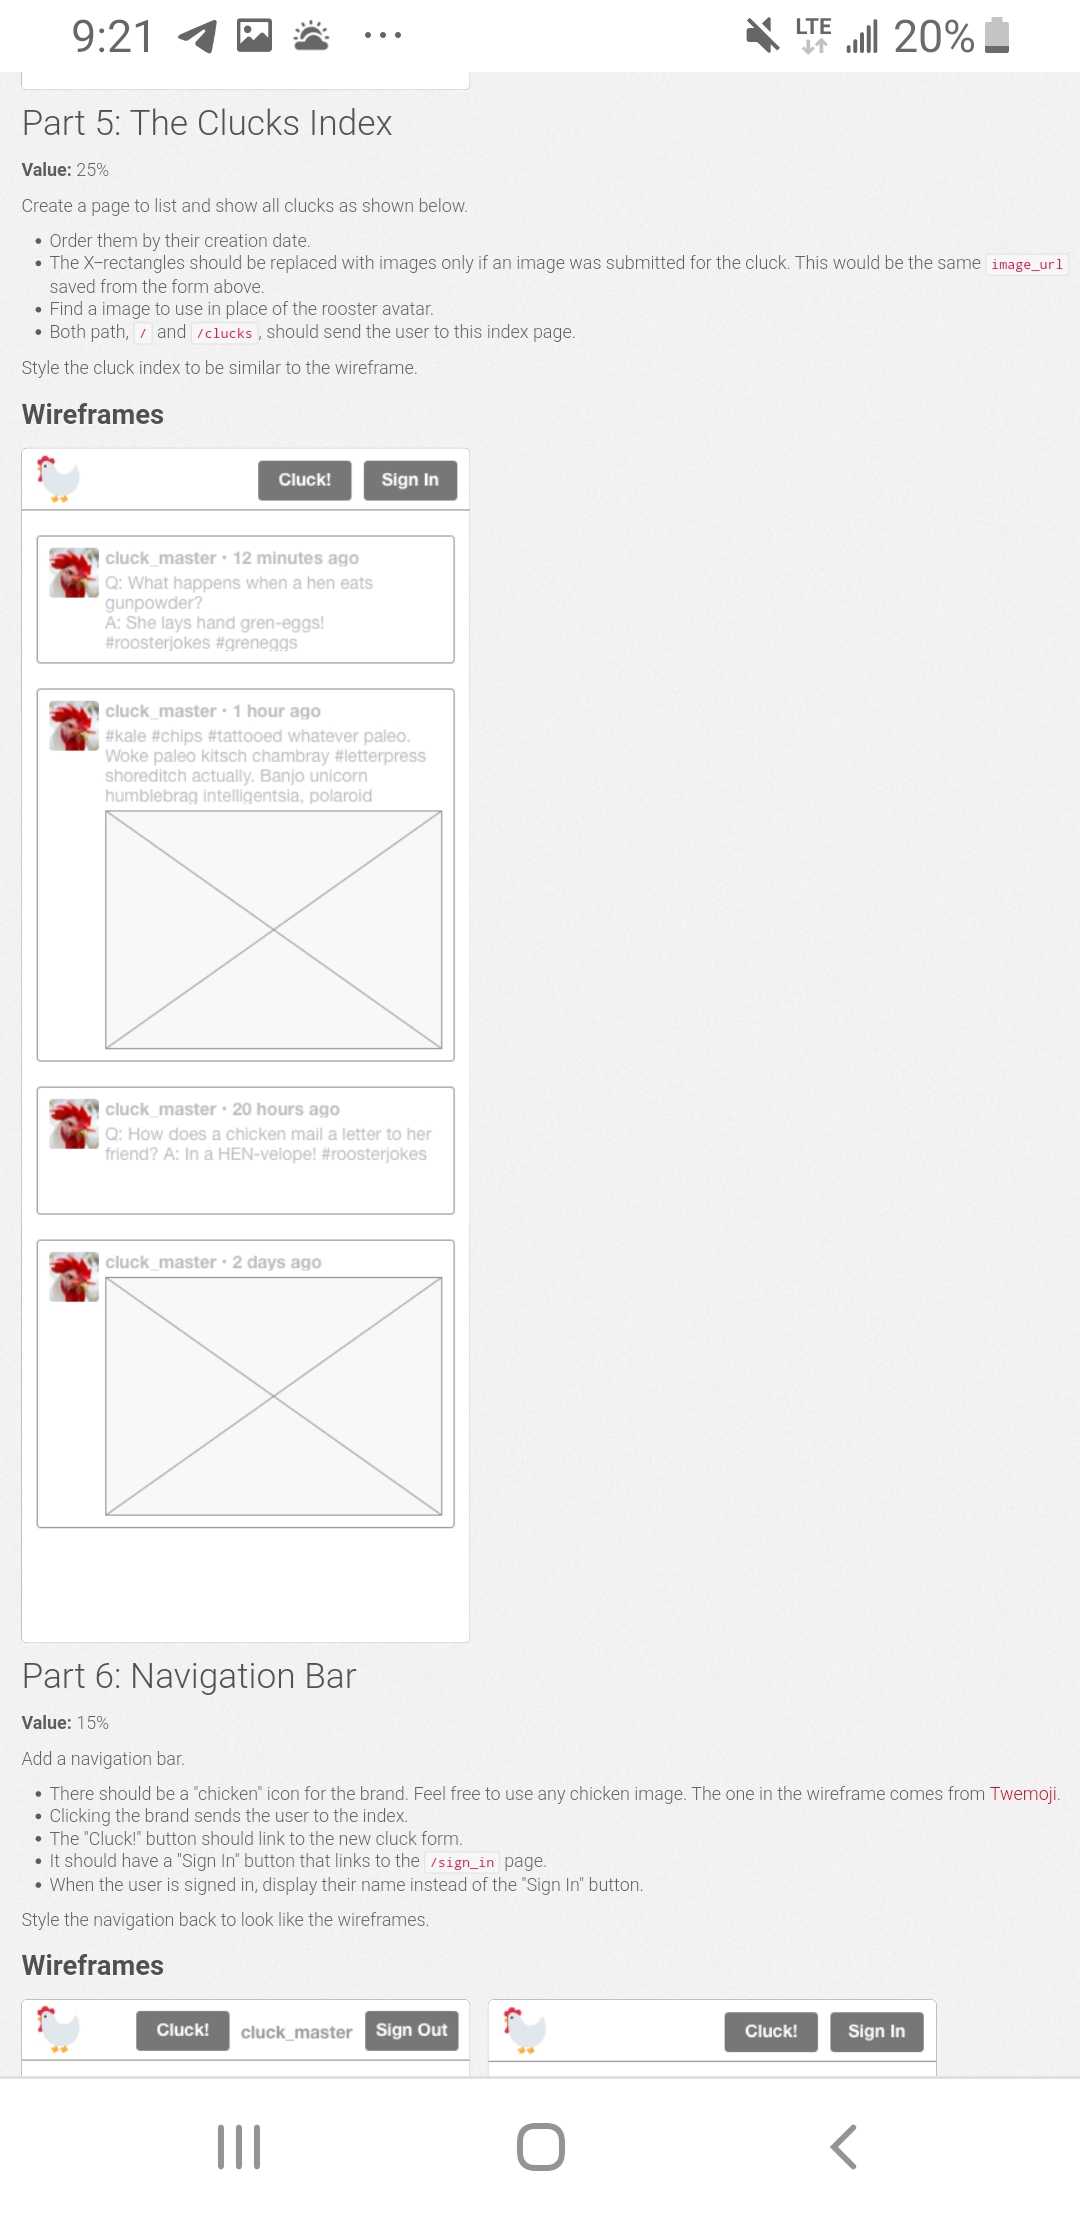 9:21
LTE
20%
Part 5: The Clucks Index
Value: 25%
Create a page to list and show all clucks as shown below.
• Order them by their creation date.
• The X-rectangles should be replaced with images only if an image was submitted for the cluck. This would be the same image_url
saved from the form above.
• Find a image to use in place of the rooster avatar.
• Both path, / and /clucks, should send the user to this index page.
Style the cluck index to be similar to the wireframe.
Wireframes
Cluck! Sign In
cluck_master • 12 minutes ago
Q: What happens when a hen eats
gunpowder?
A: She lays hand gren-eggs!
#roosterjokes #greneggs
cluck_master • 1 hour ago
#kale #chips #tattooed whatever paleo.
Woke paleo kitsch chambray #letterpress
shoreditch actually. Banjo unicorn
humblebrag intelligentsia, polaroid
cluck_master • 20 hours ago
Q: How does a chicken mail a letter to her
friend? A: In a HEN-velope! #roosterjokes
cluck_master • 2 days ago
Part 6: Navigation Bar
Value: 15%
Add a navigation bar.
• There should be a "chicken" icon for the brand. Feel free to use any chicken image. The one in the wireframe comes from Twemoji.
• Clicking the brand sends the user to the index.
• The "Cluck!" button should link to the new cluck form.
• It should have a "Sign In" button that links to the /sign_in page.
• When the user is signed in, display their name instead of the "Sign In" button.
Style the navigation back to look like the wireframes.
Wireframes
Cluck! cluck_master Sign Out
Cluck! Sign In